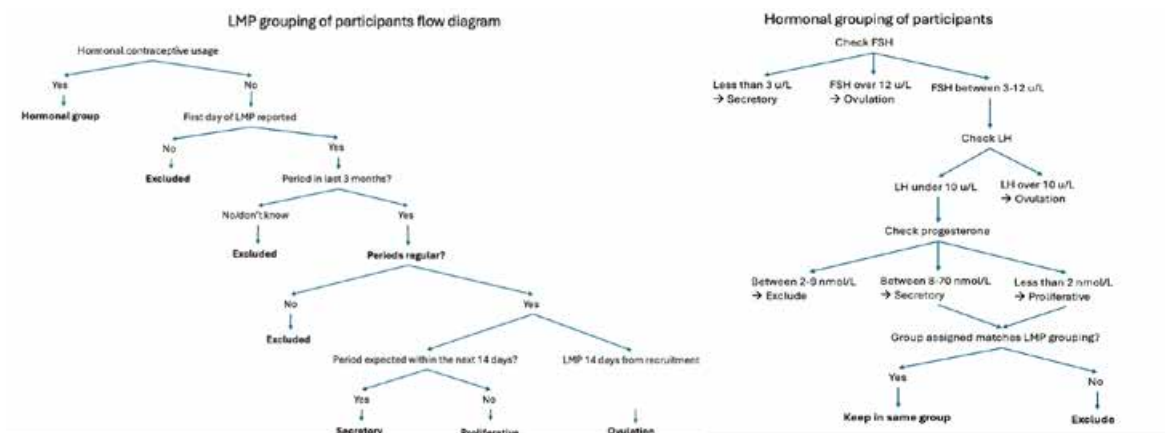 LMP grouping of participants flow diagram
Hormonal contraceptive usage
Yes
No
Hormonal group
First day of LMP reported
No
Yes
Excluded
Period in last 3 months?
No/don't know
Yes
Excluded
Periods regular?
No
Yes
Excluded
Period expected within the next 14 days?
LMP 14 days from recruitment
Yes
No
Secretory
Proliferative
Ovulation
Hormonal grouping of participants
Check FSH
Less than 3 u/L
→ Secretory
FSH over 12 u/L
→ Ovulation
FSH between 3-12 u/L
Check LH
LH under 10 u/L
LH over 10 u/L
→ Ovulation
Check progesterone
Between 2-9 nmol/L
→ Exclude
Between 8-70 nmol/L
→ Secretory
Less than 2 nmol/L
→ Proliferative
Group assigned matches LMP grouping?
Yes
No
Keep in same group
Exclude